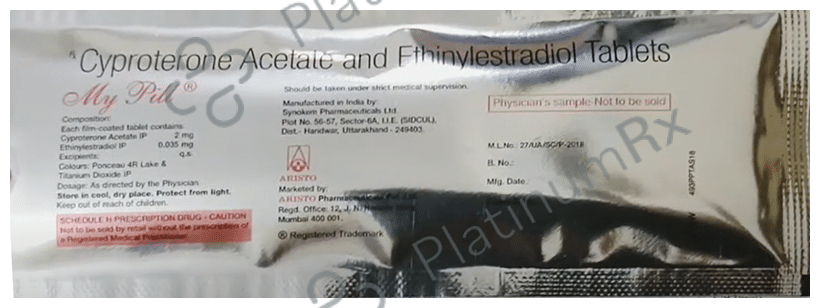 Cyproterone Acetate and Ethinylestradiol Tablets
My Pill ®
Composition:
Each film-coated tablet contains:
Cyproterone Acetate IP 2 mg
Ethinylestradiol IP 0.035 mg
Excipients: q.s.
Colours: Ponceau 4R Lake &
Titanium Dioxide IP
Dosage: As directed by the Physician.
Store in cool, dry place. Protect from light.
Keep out of reach of children.
SCHEDULE H PRESCRIPTION DRUG - CAUTION
Not to be sold by retail without the prescription of
a Registered Medical Practitioner.
Should be taken under strict medical supervision.
Manufactured in India by:
Synokem Pharmaceuticals Ltd.
Plot No. 56-57, Sector-6A, I.I.E. (SIDCUL),
Dist.- Haridwar, Uttarakhand - 249403.
ARISTO
Marketed by:
ARISTO Pharmaceuticals Pvt. Ltd.
Regd. Office: 12, J. N.
Mumbai 400 001.
® Registered Trademark
Physician's sample-Not to be sold
M.L.No.: 27/UA/SC/P-2018
B. No.:
Mfg. Date:
493PPTAS18
PlatinumRx